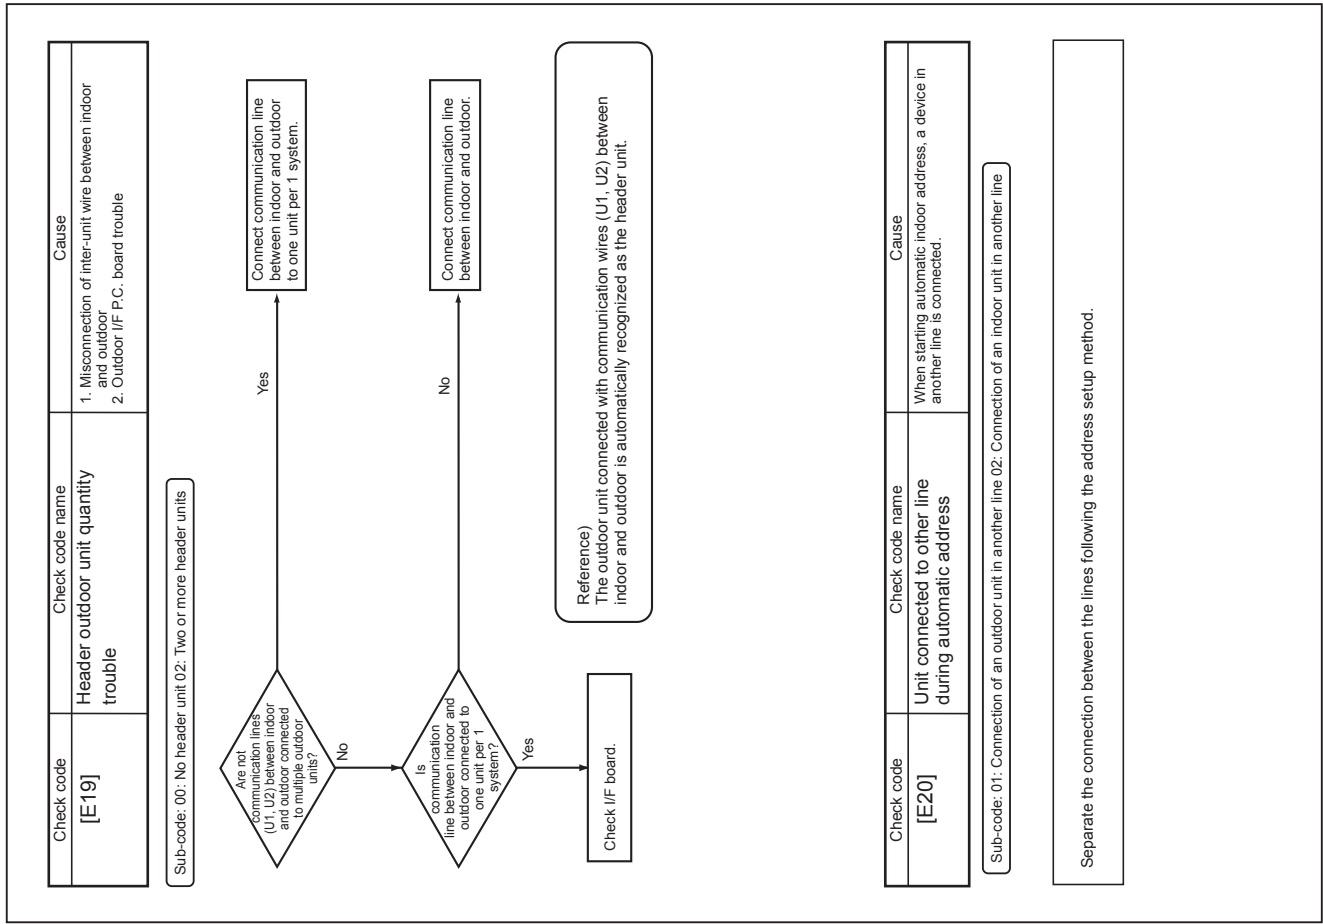 Check code
Check code name
Cause
[E19]
Header outdoor unit quantity
trouble
1. Misconnection of inter-unit wire between indoor
and outdoor
2. Outdoor I/F P.C. board trouble
Sub-code: 00: No header unit 02: Two or more header units
Are not
communication lines
(U1, U2) between indoor
and outdoor connected
to multiple outdoor
units?
Yes
Connect communication line
between indoor and outdoor
to one unit per 1 system.
No
Is
communication
line between indoor and
outdoor connected to
one unit per 1
system?
No
Connect communication line
between indoor and outdoor.
Yes
Check I/F board.
Reference)
The outdoor unit connected with communication wires (U1, U2) between
indoor and outdoor is automatically recognized as the header unit.
Check code
Check code name
Cause
[E20]
Unit connected to other line
during automatic address
When starting automatic indoor address, a device in
another line is connected.
Sub-code: 01: Connection of an outdoor unit in another line 02: Connection of an indoor unit in another line
Separate the connection between the lines following the address setup method.